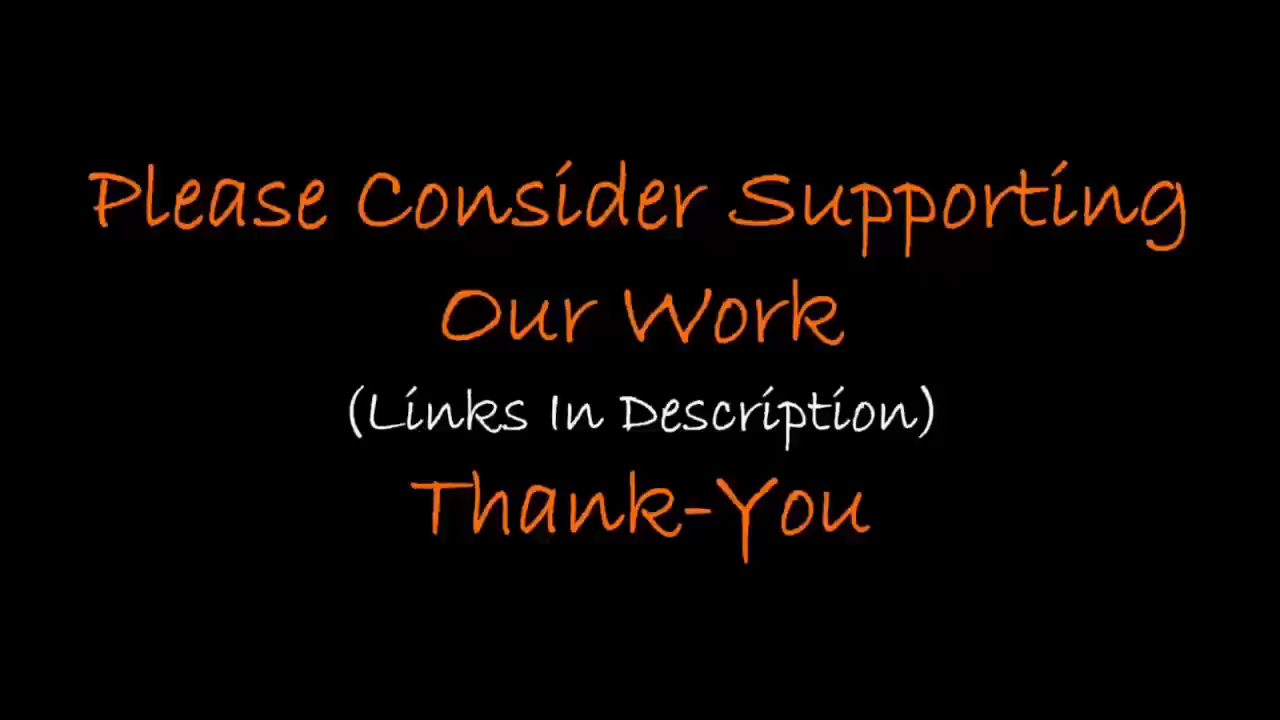 Please Consider Supporting
Our Work
(Links In Description)
Thank-You